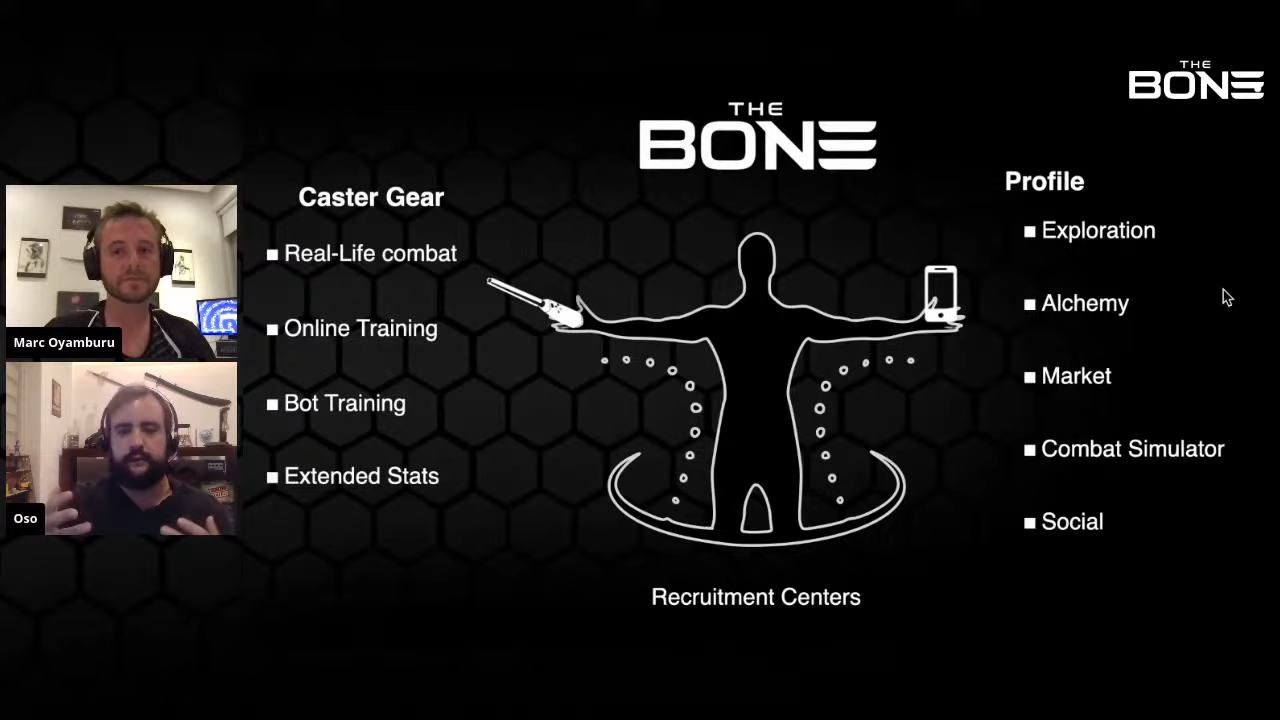 THE
BONE
THE
BONE
Caster Gear
Real-Life combat
Online Training
Bot Training
Extended Stats
Profile
Exploration
Alchemy
Market
Combat Simulator
Social
Marc Oyamburu
Oso
Recruitment Centers